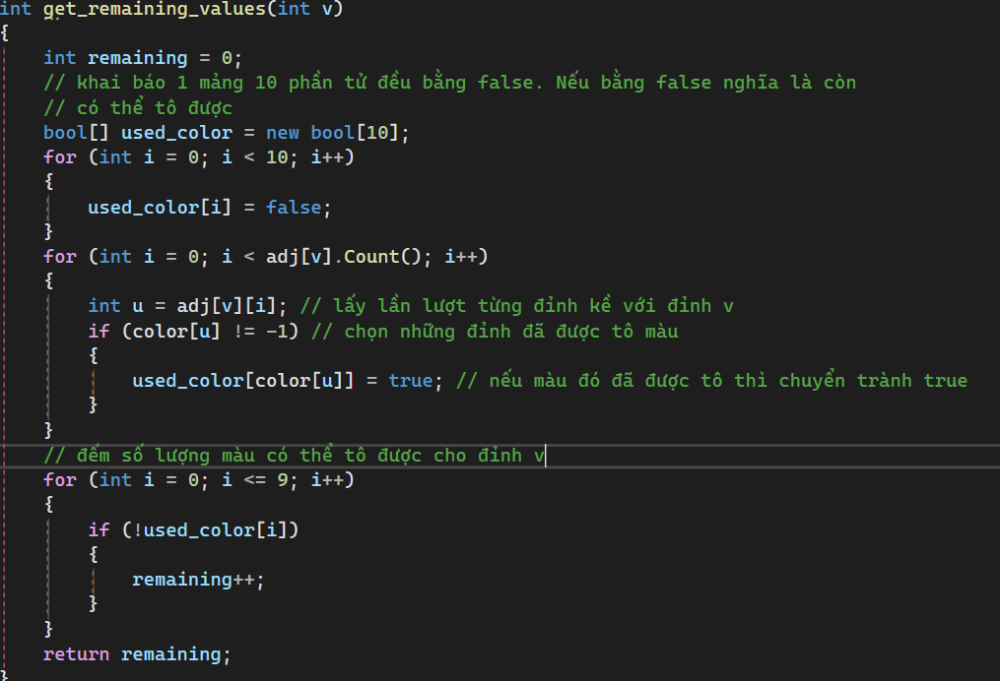 int get_remaining_values(int v)
{
int remaining = 0;
// khai báo 1 mảng 10 phần tử đều bằng false. Nếu bằng false nghĩa là còn
// có thể tô được
bool[] used_color = new bool[10];
for (int i = 0; i < 10; i++)
{
used_color[i] = false;
}
for (int i = 0; i < adj[v].Count(); i++)
{
int u = adj[v][i]; // lấy lần lượt từng đỉnh kề với đỉnh v
if (color[u] != -1) // chọn những đỉnh đã được tô màu
{
used_color[color[u]] = true; // nếu màu đó đã được tô thì chuyển trành true
}
}
// đếm số lượng màu có thể tô được cho đỉnh v
for (int i = 0; i <= 9; i++)
{
if (!used_color[i])
{
remaining++;
}
}
return remaining;
}